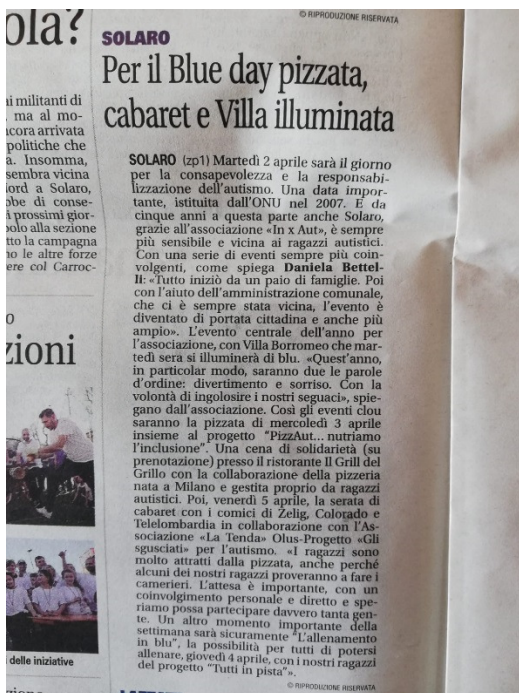 © RIPRODUZIONE RISERVATA
ola?
ai militanti di
, ma al mo-
ncora arrivata
politiche che
a. Insomma,
sembra vicina
lord a Solaro,
bbe di conse-
i prossimi gior-
polo alla sezione
tto la campagna
no le altre forze
ere col Carroc-
zioni
delle iniziative
SOLARO
Per il Blue day pizzata,
cabaret e Villa illuminata
SOLARO (zp1) Martedì 2 aprile sarà il giorno
per la consapevolezza e la responsabi-
lizzazione dell'autismo. Una data impor-
tante, istituita dall'ONU nel 2007. E da
cinque anni a questa parte anche Solaro,
grazie all'associazione «In x Aut», è sempre
più sensibile e vicina ai ragazzi autistici.
Con una serie di eventi sempre più coin-
volgenti, come spiega Daniela Bettel-
li: «Tutto iniziò da un paio di famiglie. Poi
con l'aiuto dell'amministrazione comunale,
che ci è sempre stata vicina, l'evento è
diventato di portata cittadina e anche più
ampio». L'evento centrale dell'anno per
l'associazione, con Villa Borromeo che mar-
tedì sera si illuminerà di blu. «Quest'anno,
in particolar modo, saranno due le parole
d'ordine: divertimento e sorriso. Con la
volontà di ingolosire i nostri seguaci», spie-
gano dall'associazione. Così gli eventi clou
saranno la pizzata di mercoledì 3 aprile
insieme al progetto "PizzAut... nutriamo
l'inclusione". Una cena di solidarietà (su
prenotazione) presso il ristorante Il Grill del
Grillo con la collaborazione della pizzeria
nata a Milano e gestita proprio da ragazzi
autistici. Poi, venerdì 5 aprile, la serata di
cabaret con i comici di Zelig, Colorado e
Telelombardia in collaborazione con l'As-
sociazione «La Tenda» Olus-Progetto «Gli
sgusciati» per l'autismo. «I ragazzi sono
molto attratti dalla pizzata, anche perché
alcuni dei nostri ragazzi proveranno a fare i
camerieri. L'attesa è importante, con un
coinvolgimento personale e diretto e spe-
riamo possa partecipare davvero tanta gen-
te. Un altro momento importante della
settimana sarà sicuramente "L'allenamento
in blu", la possibilità per tutti di potersi
allenare, giovedì 4 aprile, con i nostri ragazzi
del progetto "Tutti in pista"».
© RIPRODUZIONE RISERVATA